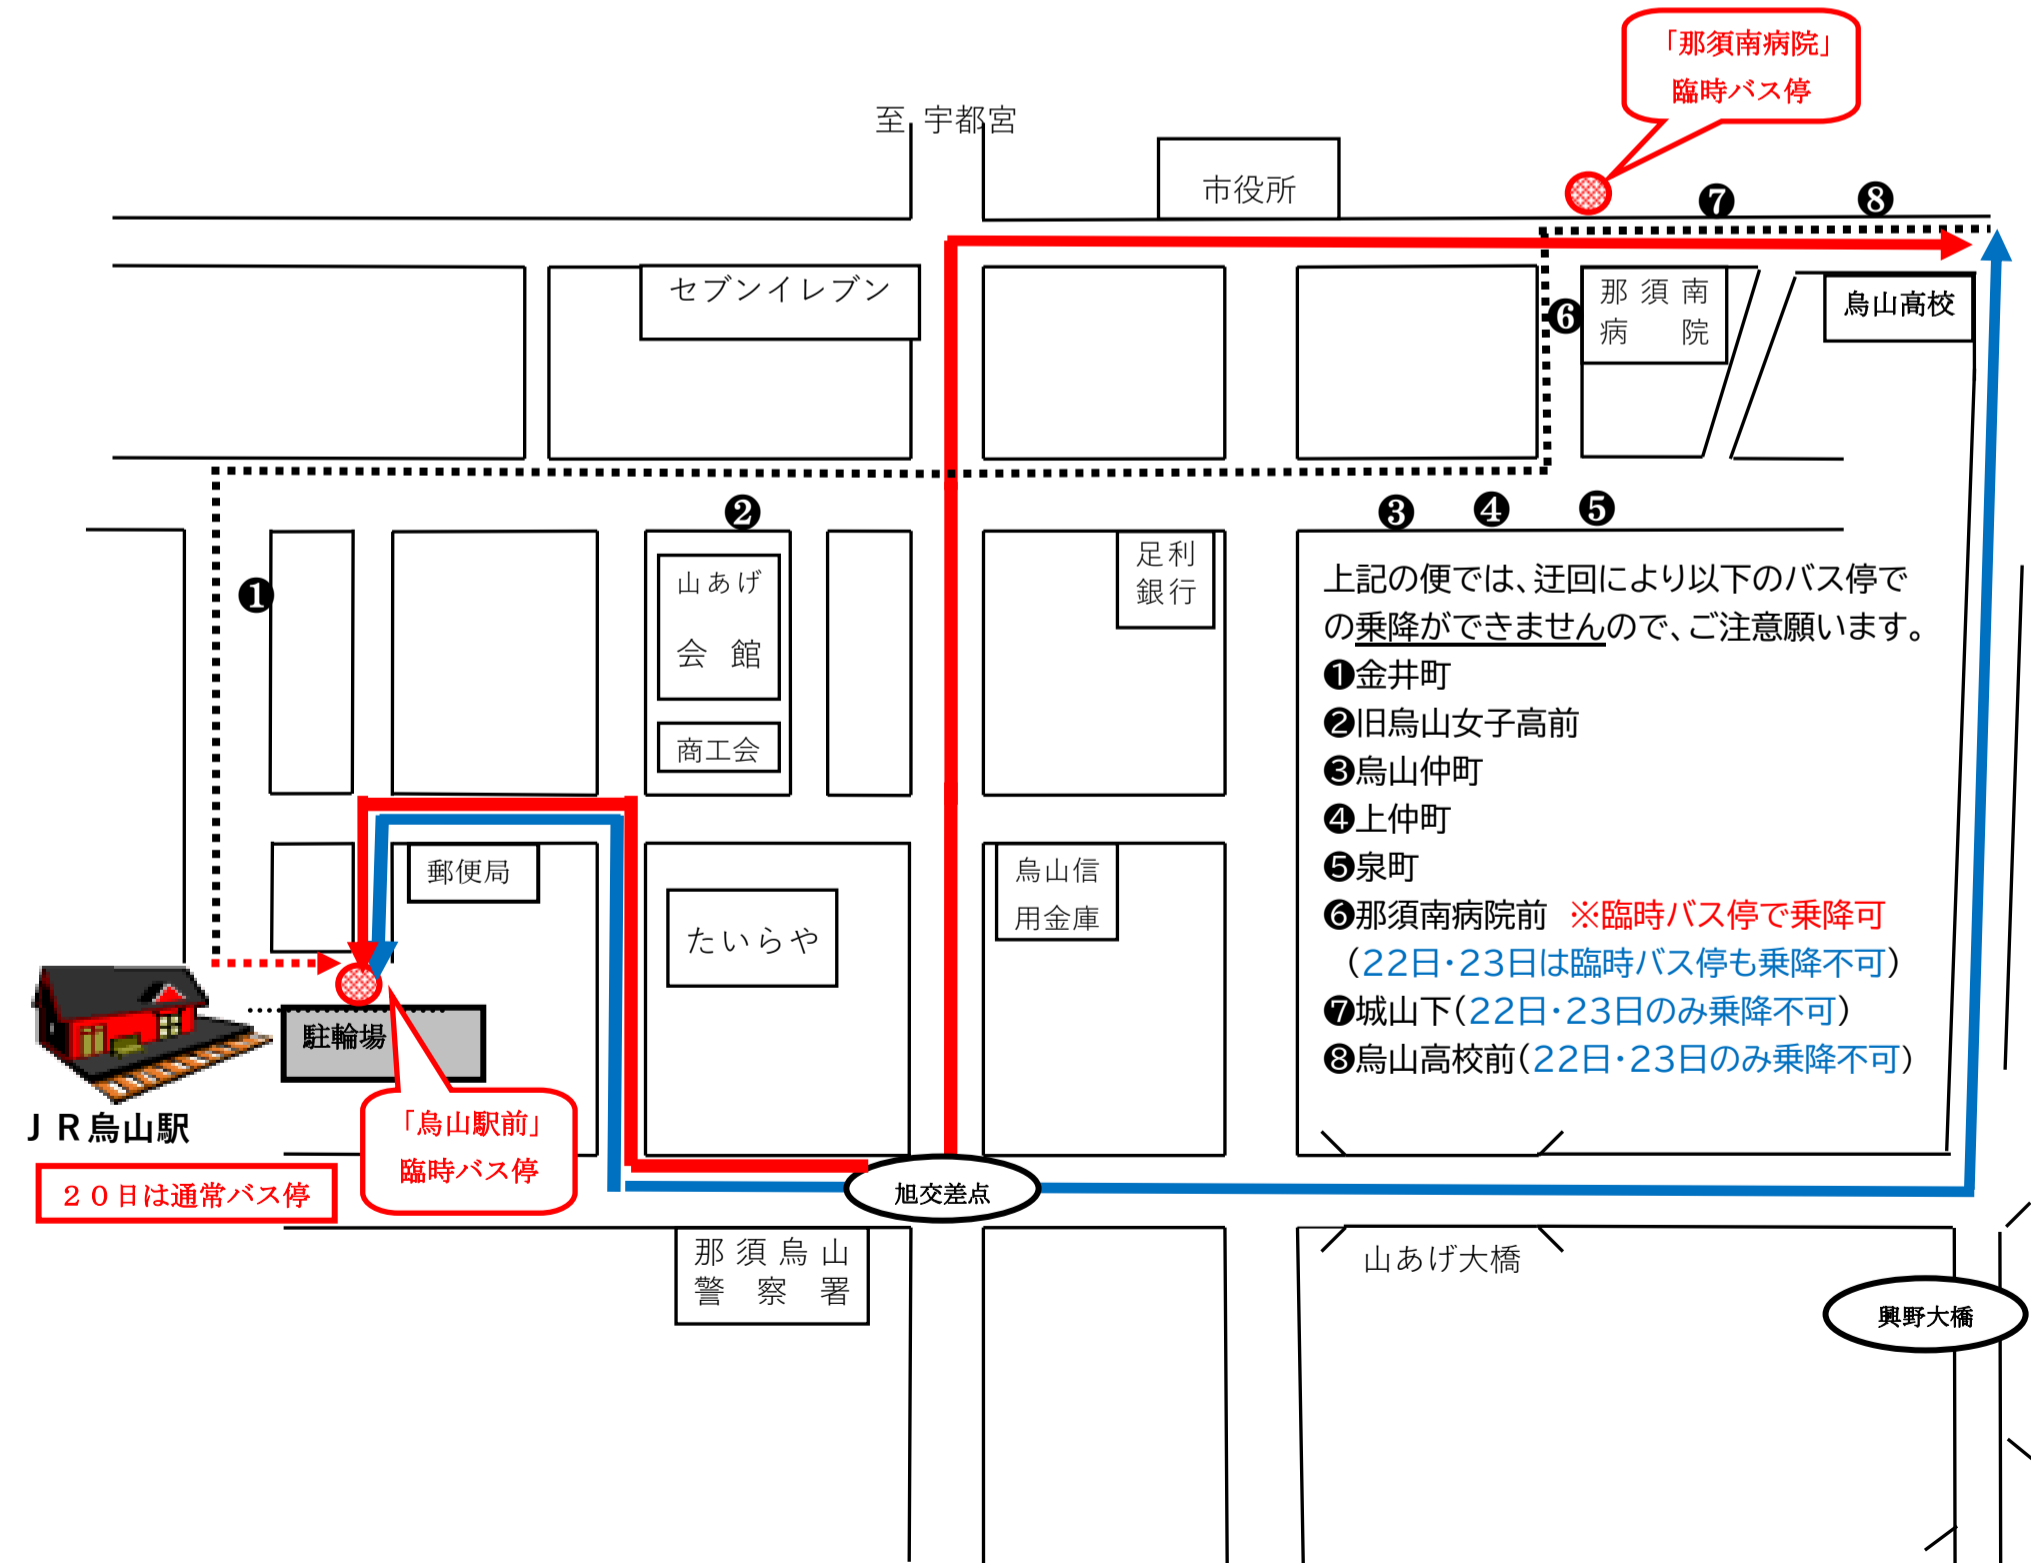 「那須南病院」
臨時バス停
至 宇都宮
市役所
❼
❽
セブンイレブン
❻
那須南
病院
烏山高校
❷
❸
❹
❺
❶
山あげ
会館
商工会
足利
銀行
上記の便では、迂回により以下のバス停で
の乗降ができませんので、ご注意願います。
❶金井町
❷旧烏山女子高前
❸烏山仲町
❹上仲町
❺泉町
❻那須南病院前 ※臨時バス停で乗降可
（22日・23日は臨時バス停も乗降不可）
❼城山下（22日・23日のみ乗降不可）
❽烏山高校前（22日・23日のみ乗降不可）
郵便局
たいらや
烏山信
用金庫
駐輪場
ＪＲ烏山駅
「烏山駅前」
臨時バス停
２０日は通常バス停
旭交差点
那須烏山
警察署
山あげ大橋
興野大橋